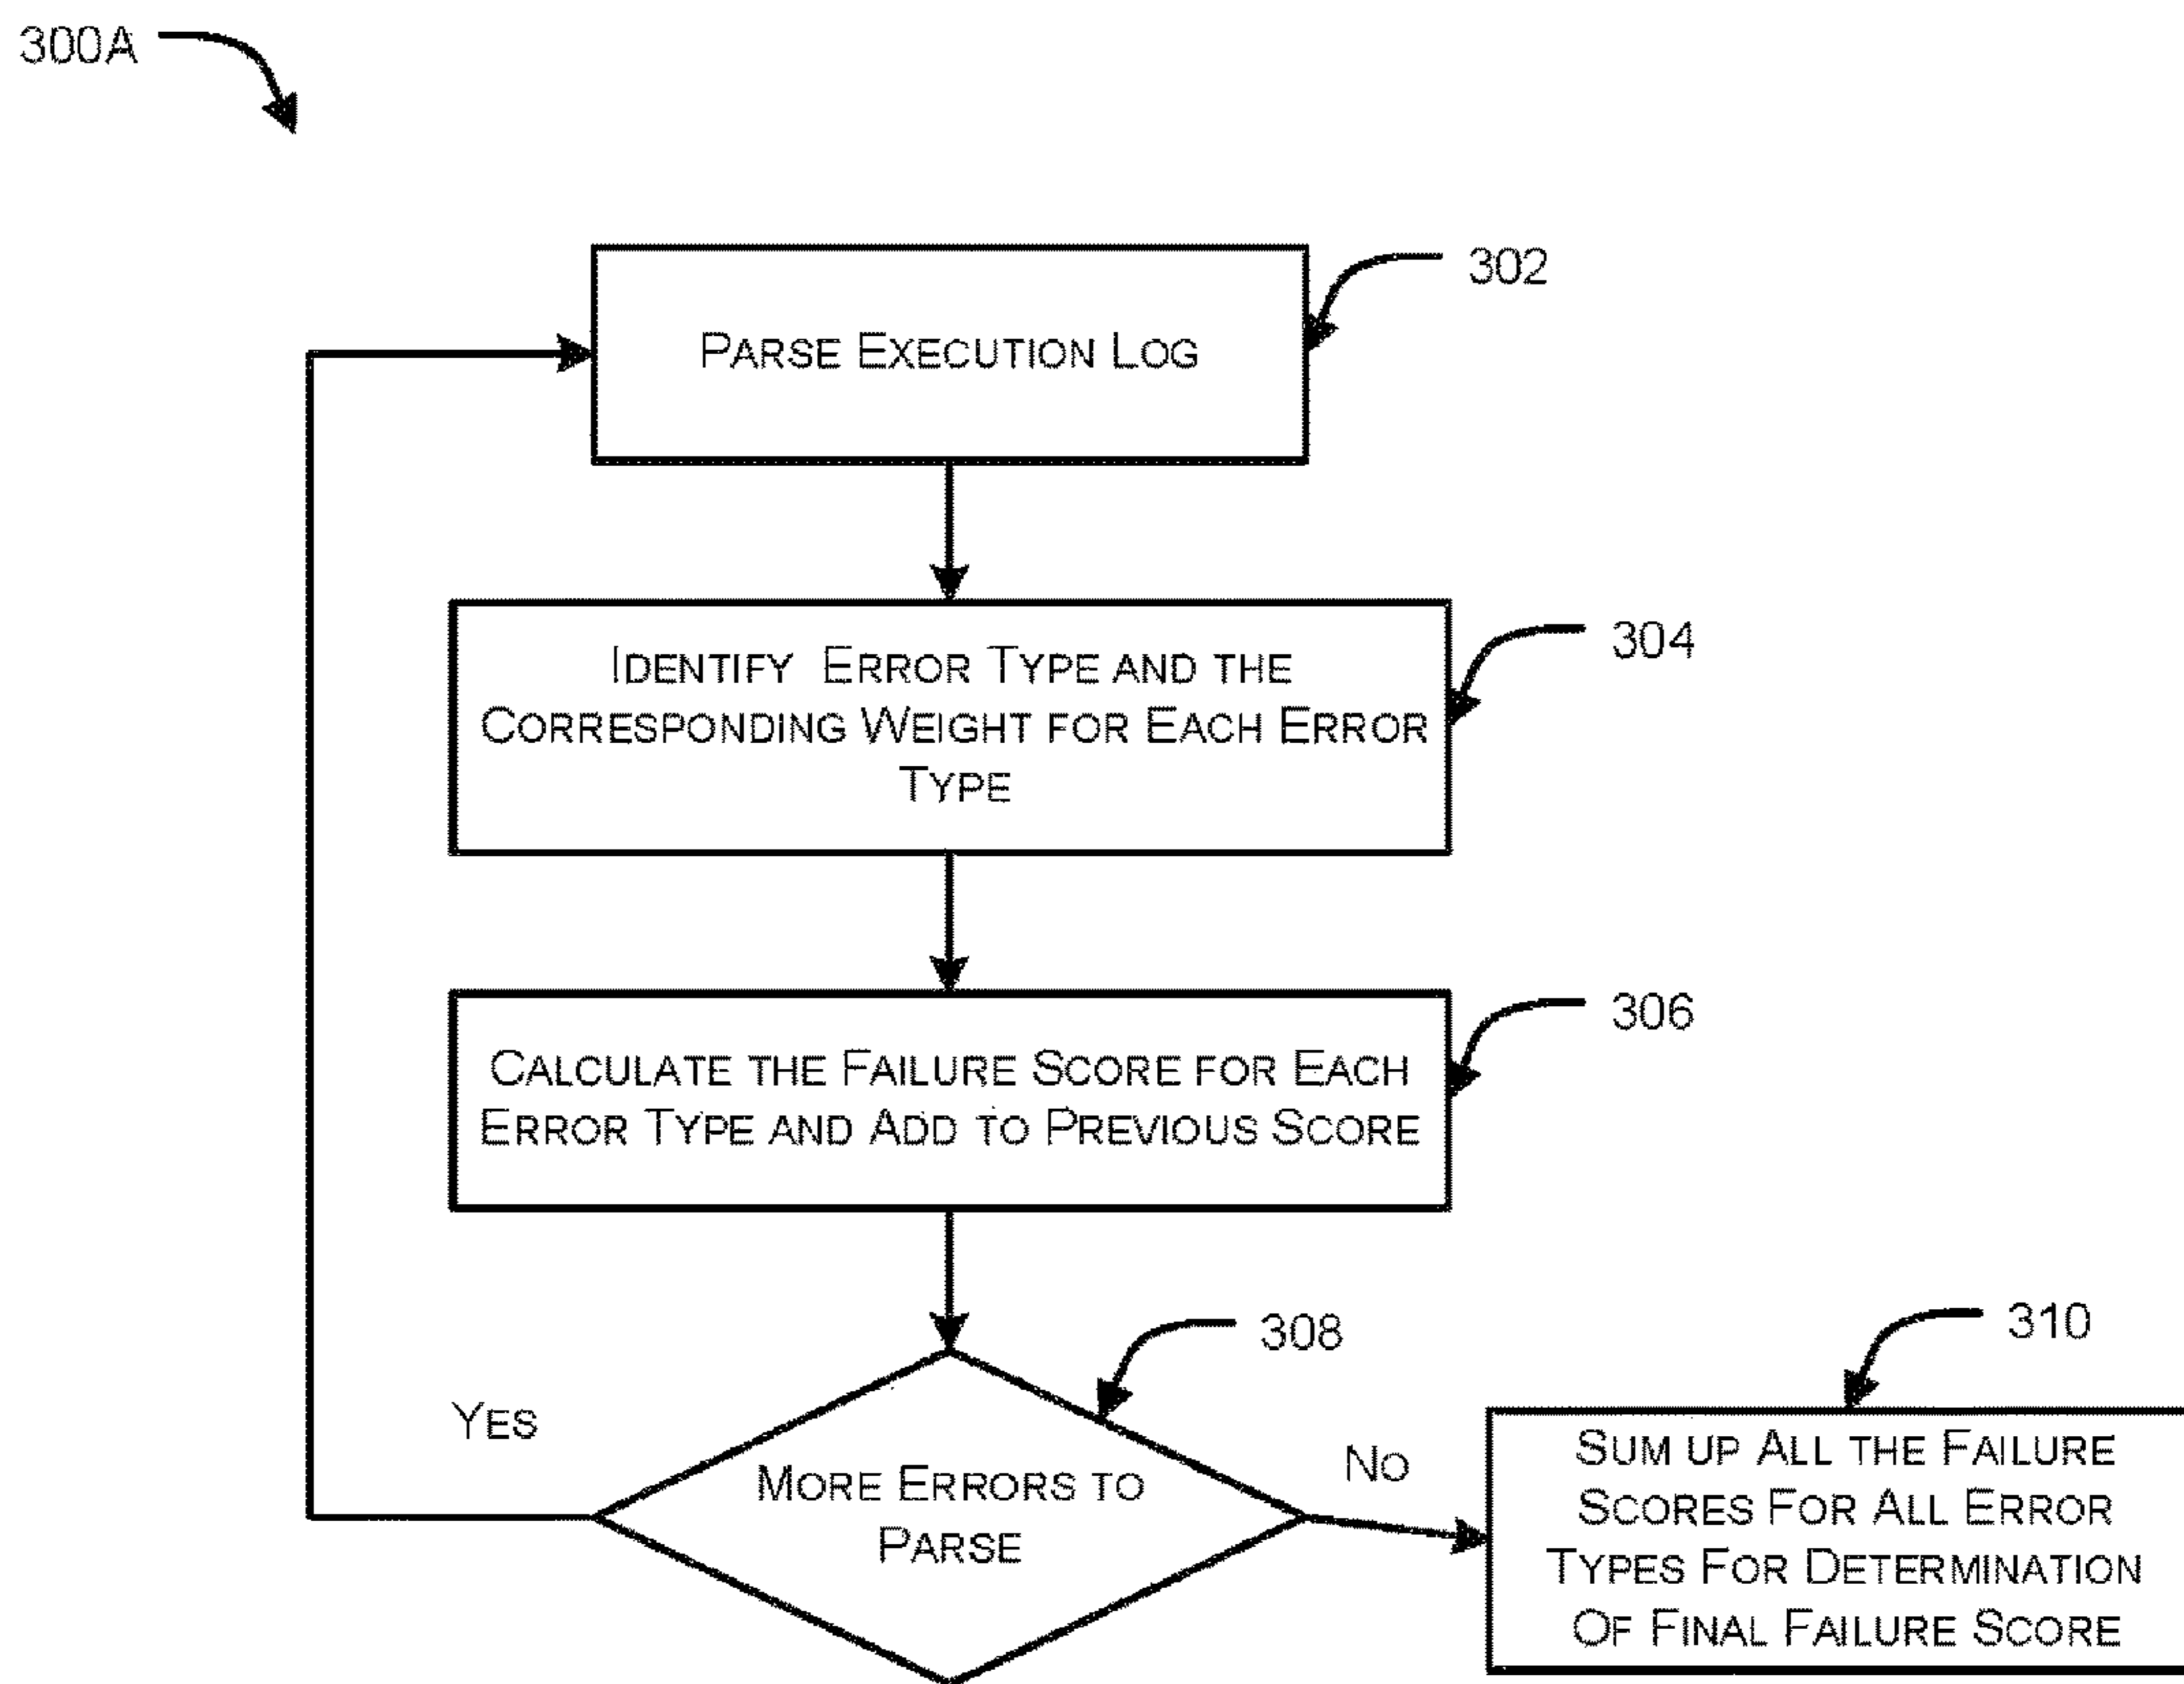 300A
302
PARSE EXECUTION LOG
304
IDENTIFY ERROR TYPE AND THE
CORRESPONDING WEIGHT FOR EACH ERROR
TYPE
306
CALCULATE THE FAILURE SCORE FOR EACH
ERROR TYPE AND ADD TO PREVIOUS SCORE
308
310
YES
NO
MORE ERRORS TO
PARSE
SUM UP ALL THE FAILURE
SCORES FOR ALL ERROR
TYPES FOR DETERMINATION
OF FINAL FAILURE SCORE